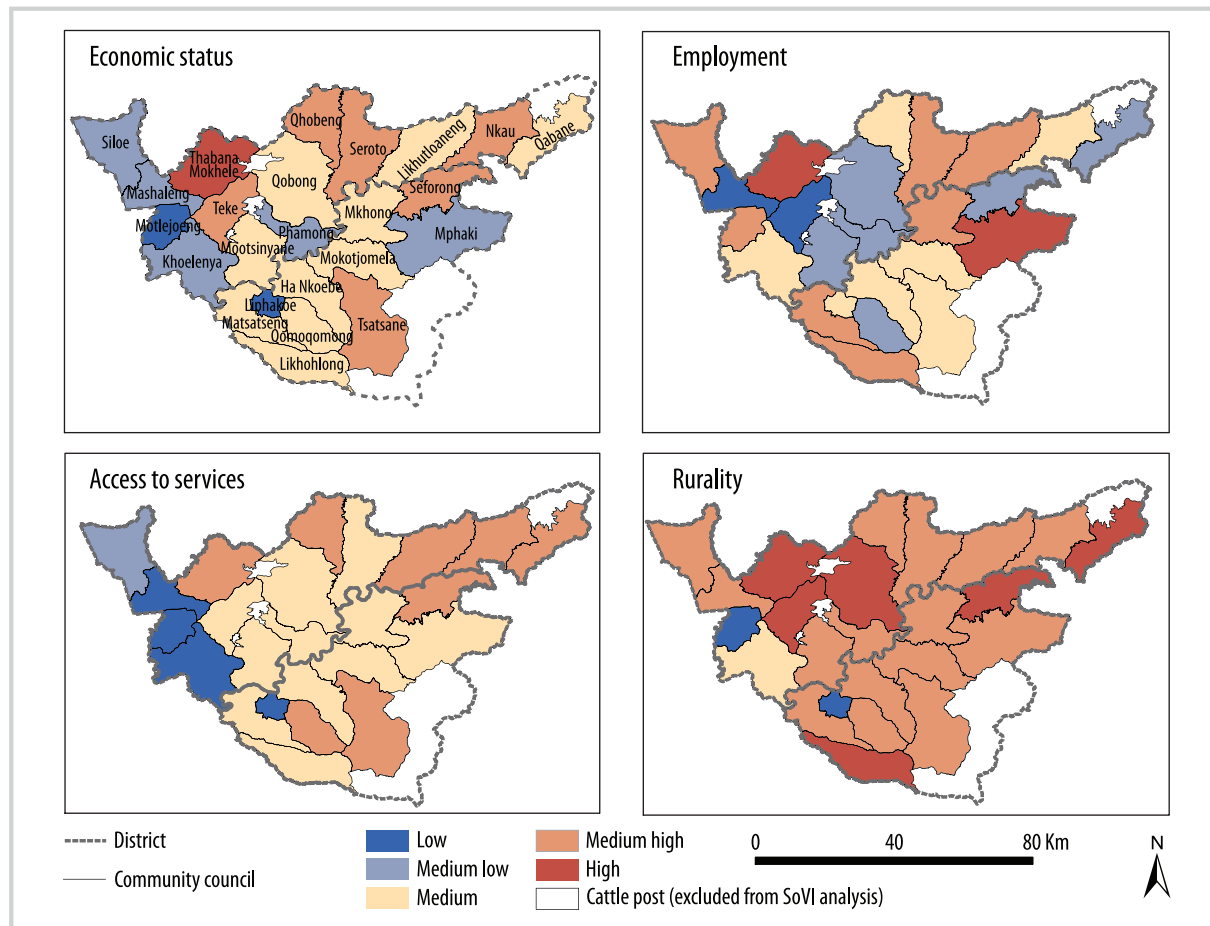 Economic status
Employment
Qhobeng
Nkau
Siloe
Thabana
Mokhele
Seroto
Likhutloaneng
Qabane
Qobong
Seforong
Mashaleng
Teke
Mkhono
Motlejoeng
Phamong
Mphaki
Mootsinyane
Khoelenya
Mokotjomela
Ha Nkoebe
Liphakoe
Matsatseng
Tsatsane
Qomoqomong
Likhohlong
Access to services
Rurality
District
Community council
Low
Medium low
Medium
Medium high
High
Cattle post (excluded from SoVI analysis)
0 40 80 Km
N